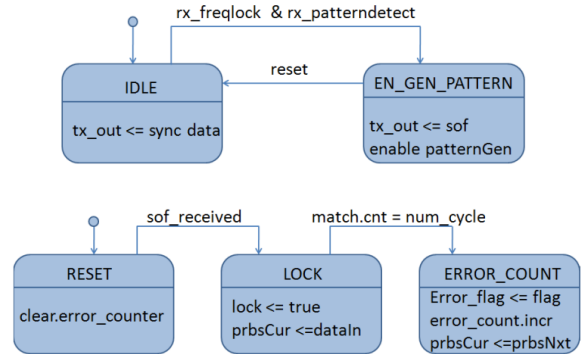 rx_freqlock & rx_patterndetect
reset
IDLE
EN_GEN_PATTERN
tx_out <= sync data
tx_out <= sof
enable patternGen
sof_received
match.cnt = num_cycle
RESET
LOCK
ERROR_COUNT
clear.error_counter
lock <= true
prbsCur <=dataIn
Error_flag <= flag
error_count.incr
prbsCur <=prbsNxt